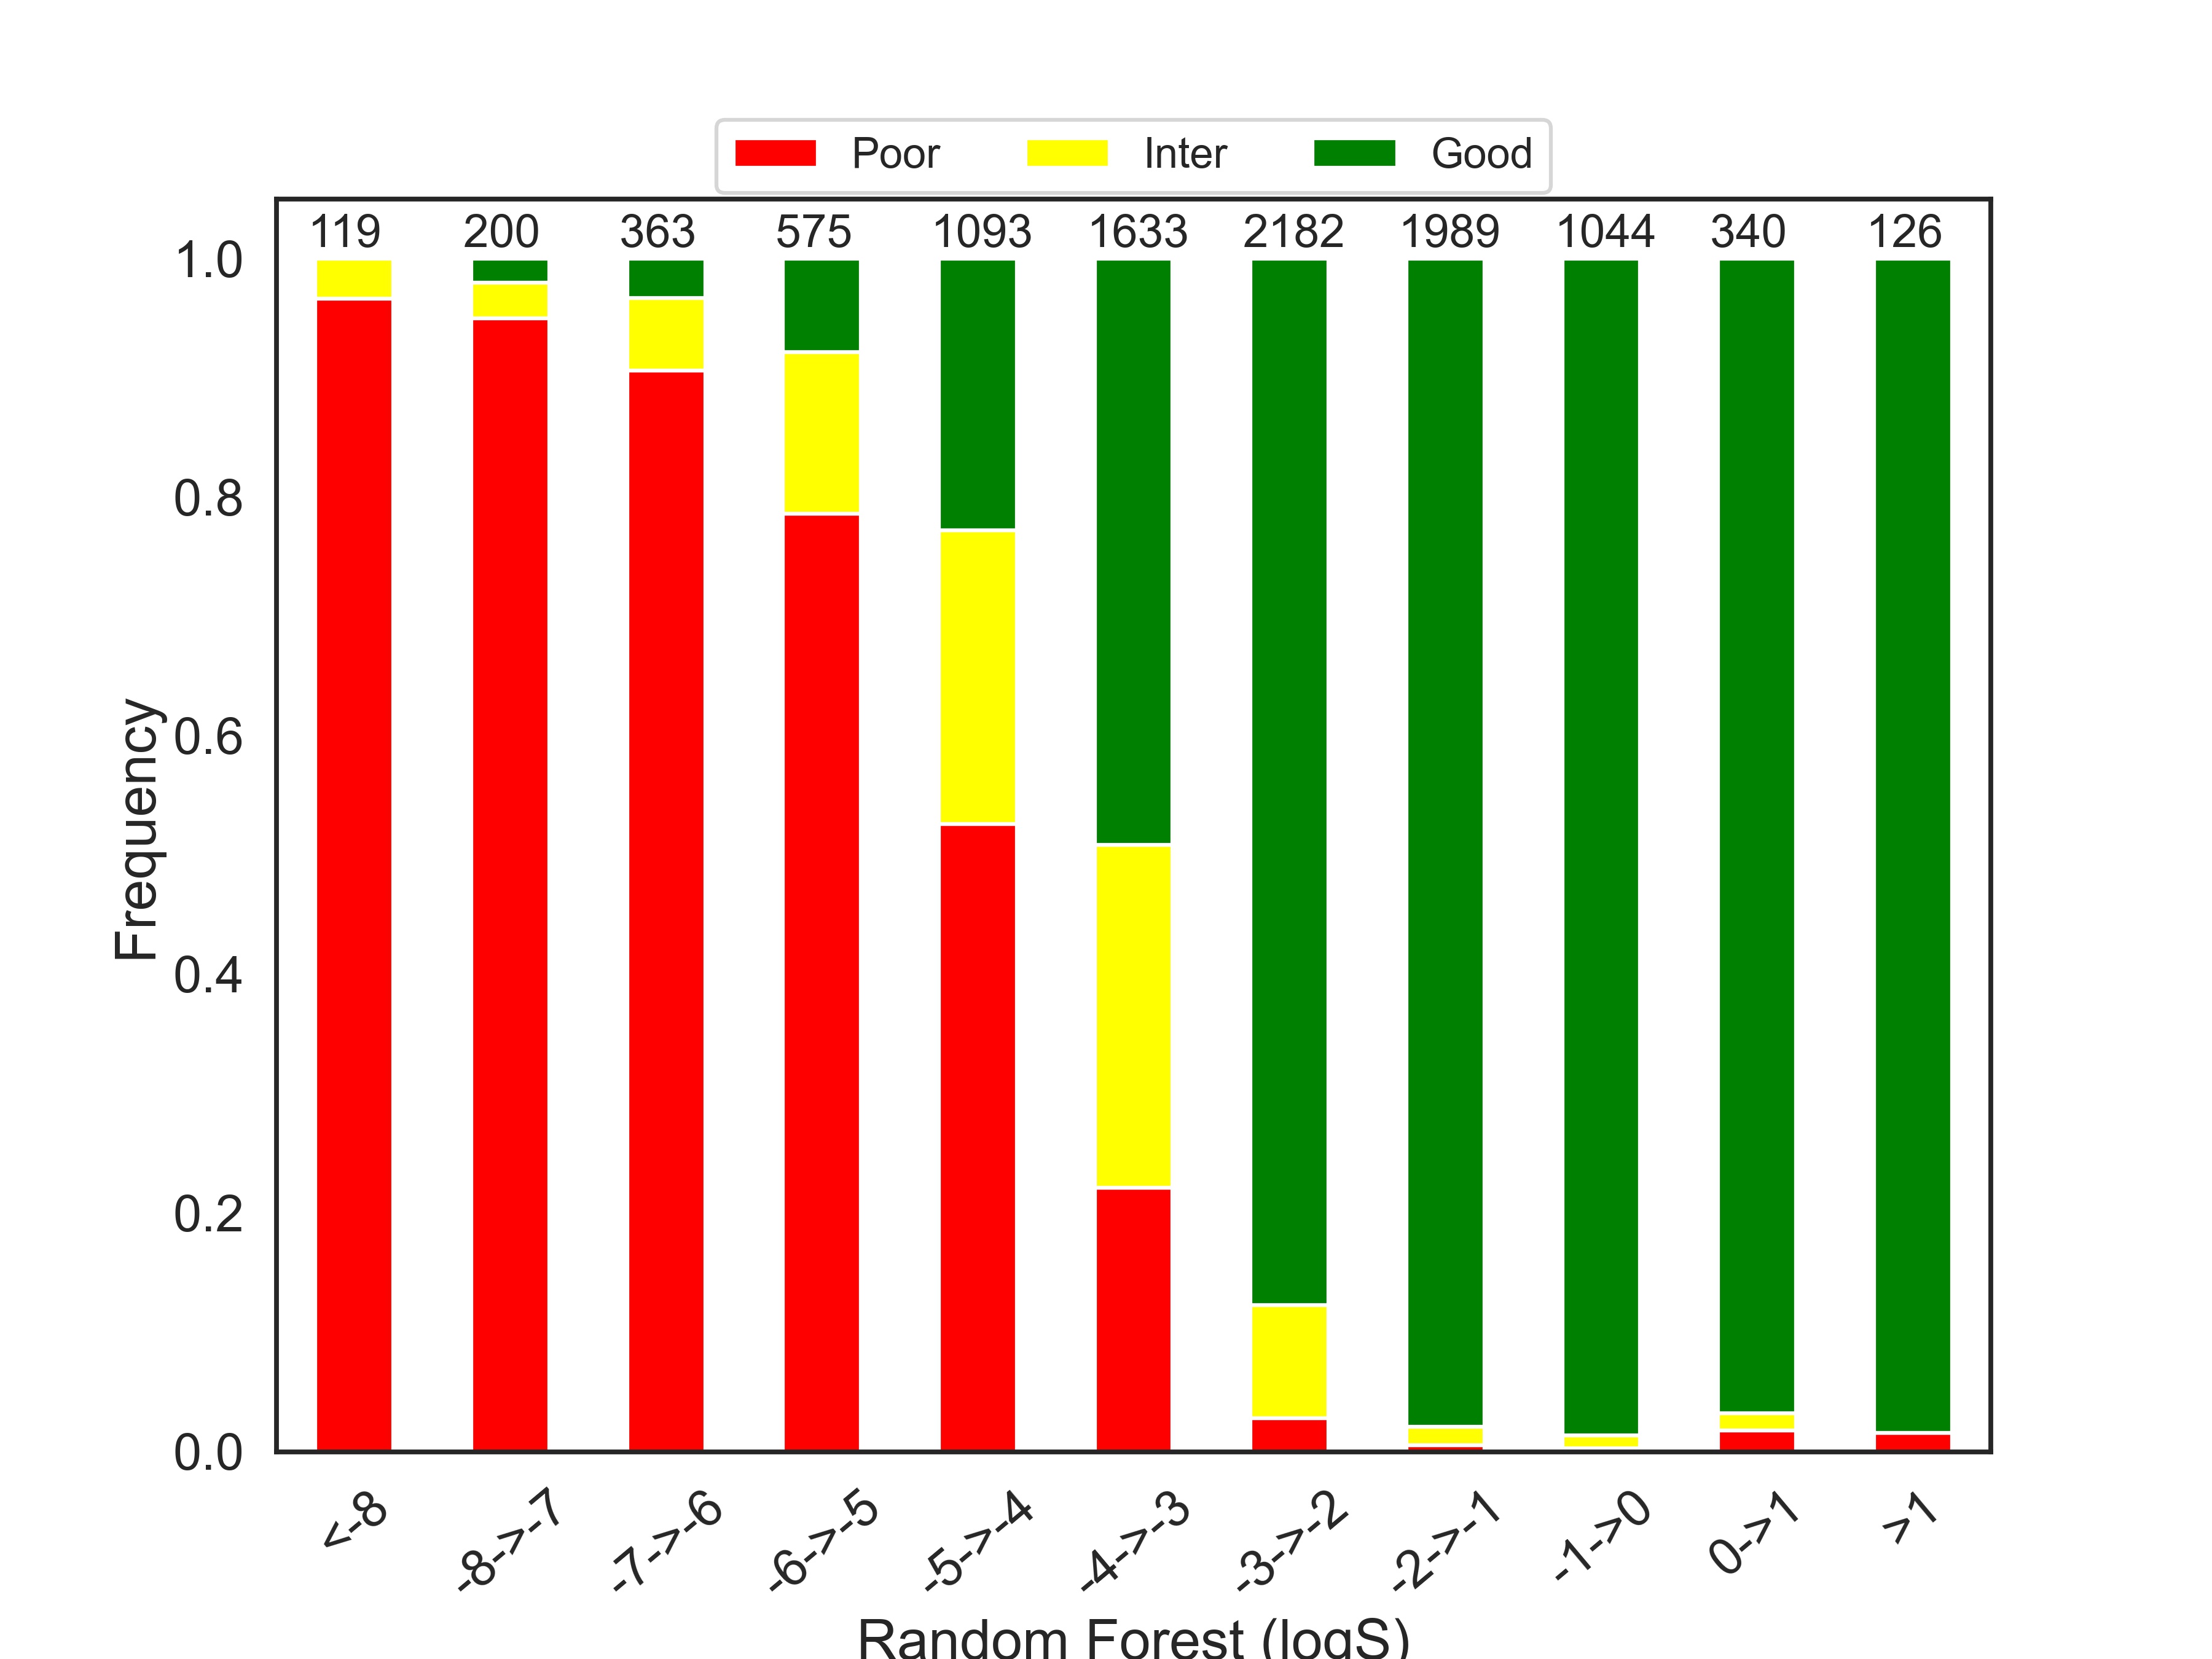 Poor Inter Good
119 200 363 575 1093 1633 2182 1989 1044 340 126
1.0
0.8
0.6
0.4
0.2
0.0
Frequency
<-8 -8->-7 -7->-6 -6->-5 -5->-4 -4->-3 -3->-2 -2->-1 -1->0 0->1 >1
Random Forest (logS)